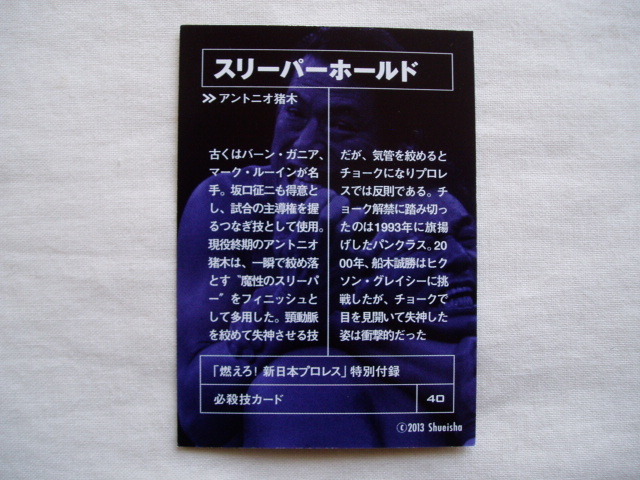 スリーパーホールド
≫アントニオ猪木
古くはバーン・ガニア、
マーク・ルーインが名
手。坂口征二も得意と
し、試合の主導権を握
るつなぎ技として使用。
現役終期のアントニオ
猪木は、一瞬で絞め落
とす〝魔性のスリーパ
ー〟をフィニッシュと
して多用した。頸動脈
を絞めて失神させる技
だが、気管を絞めると
チョークになりプロレ
スでは反則である。チ
ョーク解禁に踏み切っ
たのは1993年に旗揚
げしたパンクラス。20
00年、船木誠勝はヒク
ソン・グレイシーに挑
戦したが、チョークで
目を見開いて失神した
姿は衝撃的だった
「燃えろ！新日本プロレス」特別付録
必殺技カード 40
©2013 Shueisha